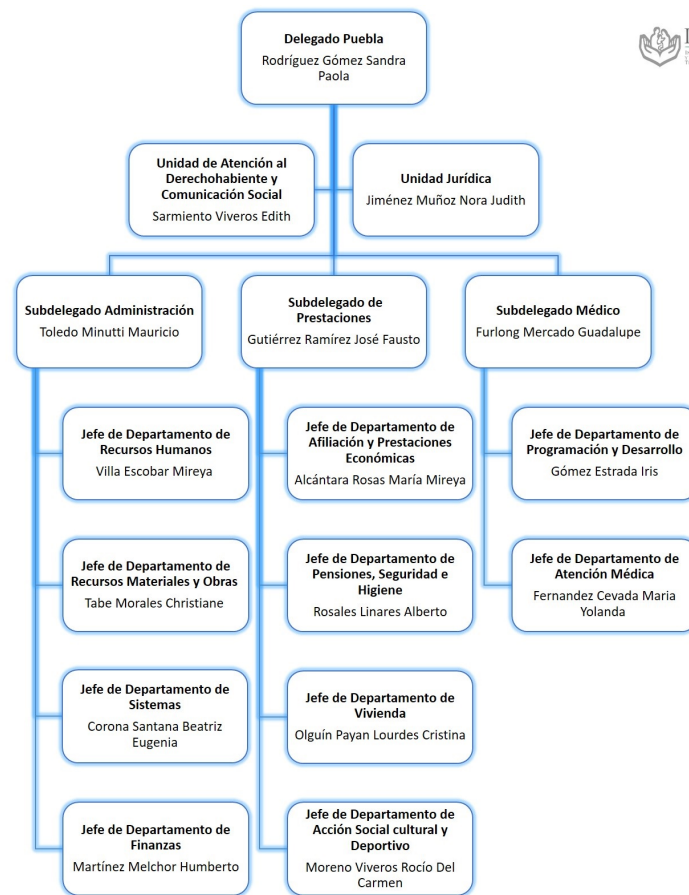 Delegado Puebla
Rodríguez Gómez Sandra
Paola
Unidad de Atención al
Derechohabiente y
Comunicación Social
Sarmiento Viveros Edith
Unidad Jurídica
Jiménez Muñoz Nora Judith
Subdelegado Administración
Toledo Minutti Mauricio
Subdelegado de
Prestaciones
Gutiérrez Ramírez José Fausto
Subdelegado Médico
Furlong Mercado Guadalupe
Jefe de Departamento de
Recursos Humanos
Villa Escobar Mireya
Jefe de Departamento de
Afiliación y Prestaciones
Económicas
Alcántara Rosas María Mireya
Jefe de Departamento de
Programación y Desarrollo
Gómez Estrada Iris
Jefe de Departamento de
Recursos Materiales y Obras
Tabe Morales Christiane
Jefe de Departamento de
Pensiones, Seguridad e
Higiene
Rosales Linares Alberto
Jefe de Departamento de
Atención Médica
Fernandez Cevada Maria
Yolanda
Jefe de Departamento de
Sistemas
Corona Santana Beatriz
Eugenia
Jefe de Departamento de
Vivienda
Olguín Payan Lourdes Cristina
Jefe de Departamento de
Finanzas
Martínez Melchor Humberto
Jefe de Departamento de
Acción Social cultural y
Deportivo
Moreno Viveros Rocío Del
Carmen